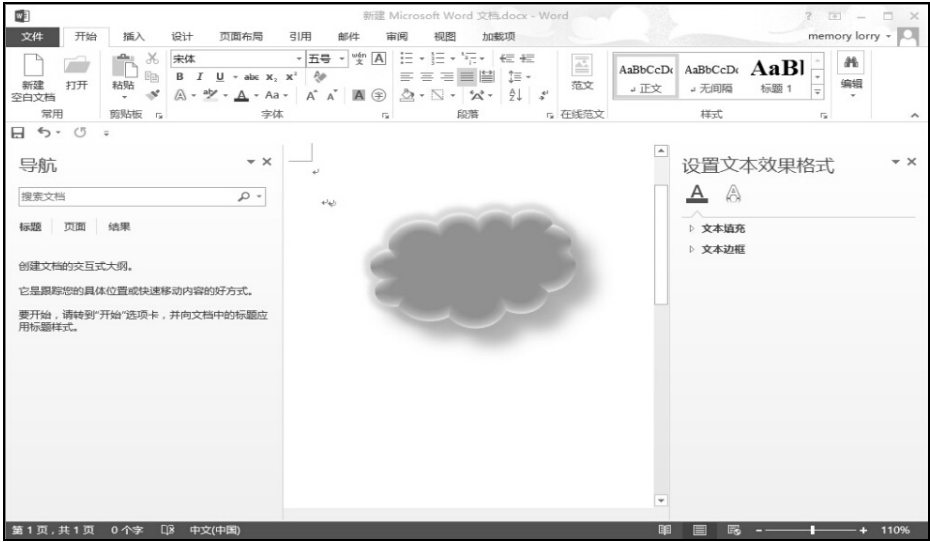 新建 Microsoft Word 文档.docx - Word
文件 开始 插入 设计 页面布局 引用 邮件 审阅 视图 加载项 memory lorry
新建
空白文档
打开
常用
粘贴
剪贴板
宋体 五号 wén 文 A
B I U abc X₂ X²
A A Aa A A A 字
字体
段落
范文
在线范文
AaBbCcDc
正文
AaBbCcDc
无间隔
AaBl
标题 1
样式
编辑
导航
搜索文档
标题 页面 结果
创建文档的交互式大纲。
它是跟踪您的具体位置或快速移动内容的好方式。
要开始,请转到"开始"选项卡,并向文档中的标题应
用标题样式。
设置文本效果格式
A A
文本填充
文本边框
第 1 页,共 1 页 0 个字 中文(中国) 110%